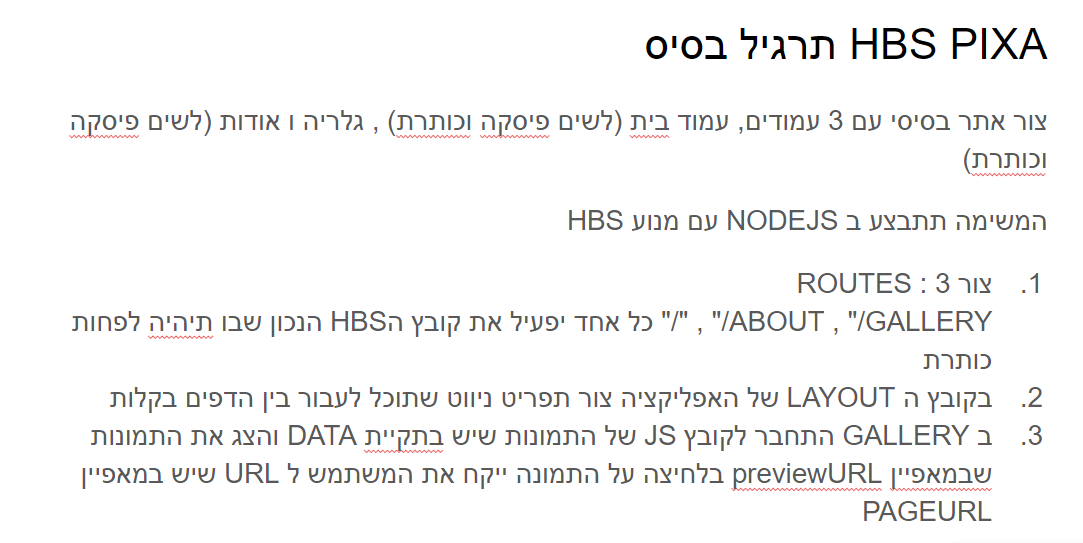 HBS PIXA תרגיל בסיס
צור אתר בסיסי עם 3 עמודים, עמוד בית (לשים פיסקה וכותרת) , גלריה ו אודות (לשים פיסקה
וכותרת)
המשימה תתבצע ב NODEJS עם מנוע HBS
1. צור 3 : ROUTES
"/" , "/ABOUT , "/GALLERY כל אחד יפעיל את קובץ הHBS הנכון שבו תיהיה לפחות
כותרת
2. בקובץ ה LAYOUT של האפליקציה צור תפריט ניווט שתוכל לעבור בין הדפים בקלות
3. ב GALLERY התחבר לקובץ JS של התמונות שיש בתקיית DATA והצג את התמונות
שבמאפיין previewURL בלחיצה על התמונה ייקח את המשתמש ל URL שיש במאפיין
PAGEURL